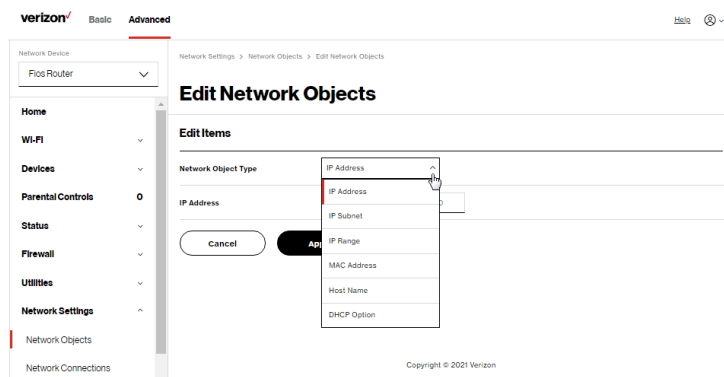 verizon✓ Basic Advanced Help
Network Device
Fios Router
Home
Wi-Fi
Devices
Parental Controls 0
Status
Firewall
Utilities
Network Settings
Network Objects
Network Connections
Network Settings > Network Objects > Edit Network Objects
Edit Network Objects
Edit Items
Network Object Type IP Address
IP Address
IP Subnet
IP Range
MAC Address
Host Name
DHCP Option
IP Address 0
Cancel
Copyright © 2021 Verizon